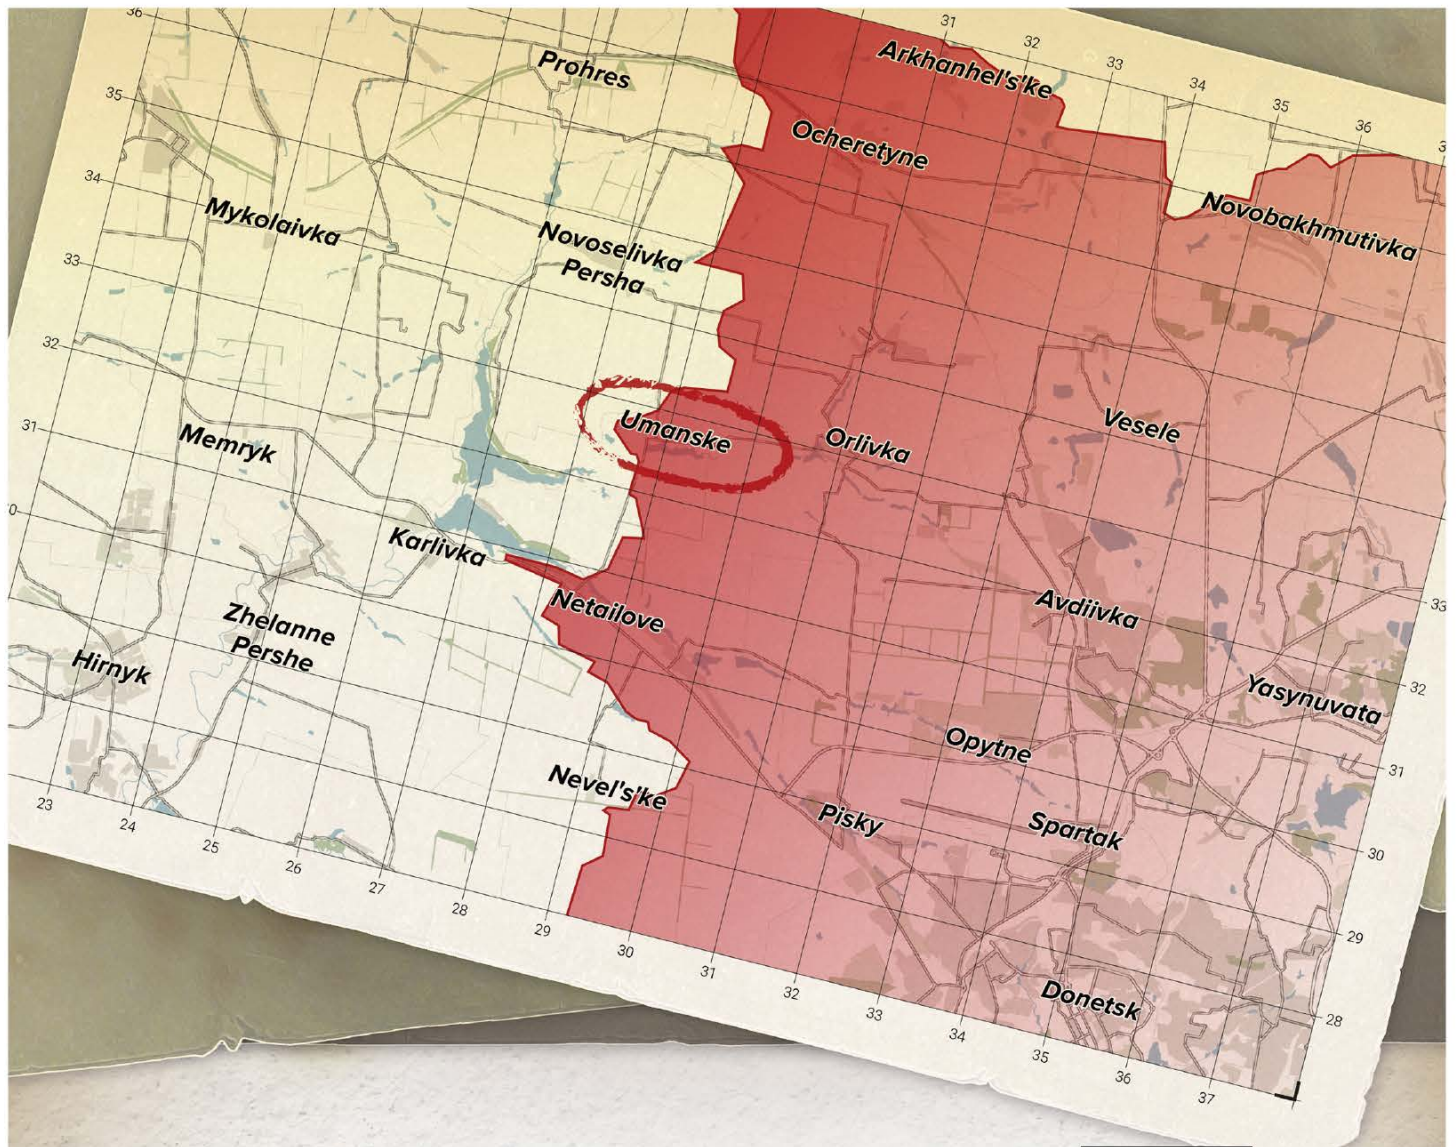 36
31
32
33
34
35
36
Prohres
Arkhanhel's'ke
Ocheretyne
35
34
Mykolaivka
Novoselivka
Persha
Novobakhmutivka
33
32
Umanske
Orlivka
Vesele
31
Memryk
Karlivka
Netailove
Avdiivka
33
Zhelanne
Pershe
Hirnyk
Yasynuvata
32
Opytne
31
Nevel's'ke
Pisky
Spartak
30
23
24
25
26
27
28
29
30
31
32
33
34
35
36
37
29
28
Donetsk